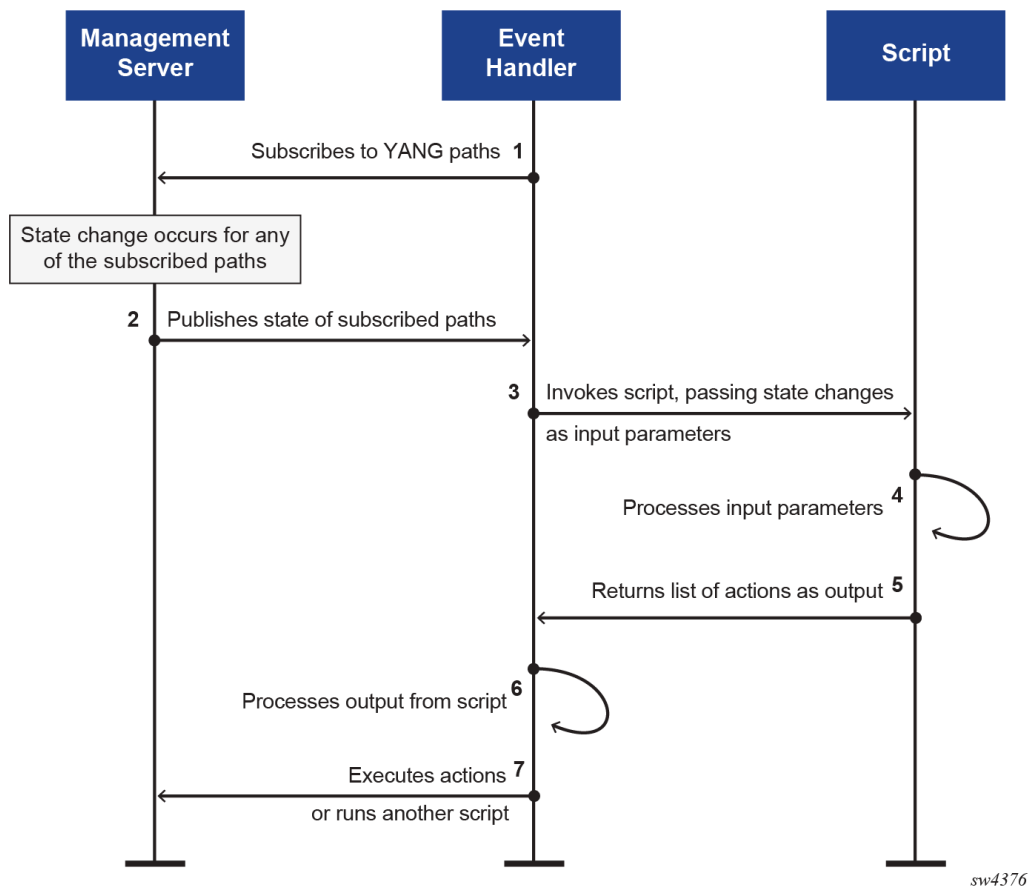 Management
Server
Event
Handler
Script
Subscribes to YANG paths 1
State change occurs for any
of the subscribed paths
2 Publishes state of subscribed paths
3 Invokes script, passing state changes
as input parameters
4
Processes input parameters
Returns list of actions as output 5
6
Processes output from script
Executes actions 7
or runs another script
sw4376